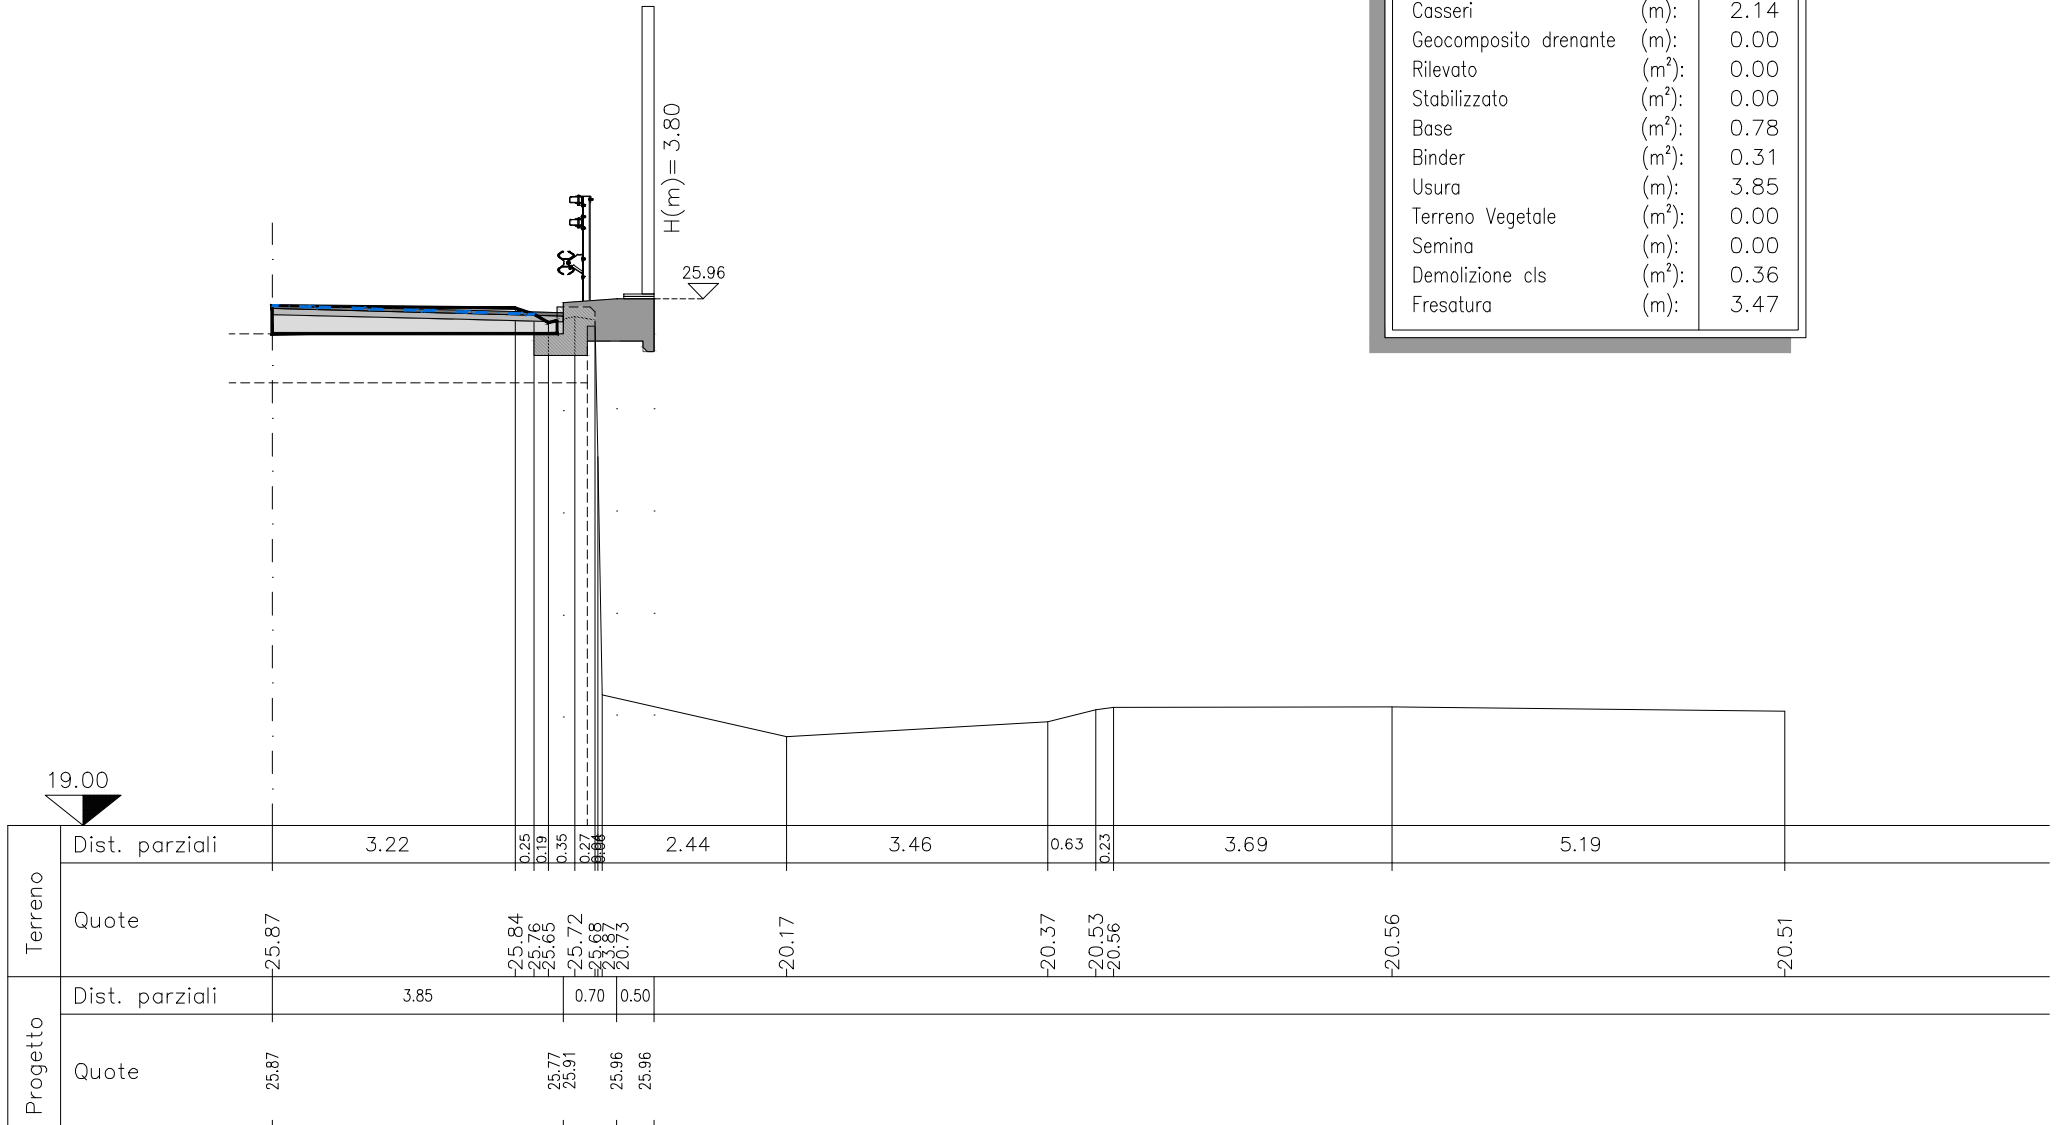 Casseri (m): 2.14
Geocomposito drenante (m): 0.00
Rilevato (m²): 0.00
Stabilizzato (m²): 0.00
Base (m²): 0.78
Binder (m²): 0.31
Usura (m): 3.85
Terreno Vegetale (m²): 0.00
Semina (m): 0.00
Demolizione cls (m²): 0.36
Fresatura (m): 3.47
H(m)= 3.80
25.96
19.00
Terreno
Dist. parziali 3.22 0.25 0.19 0.35 0.27 0.06 2.44 3.46 0.63 0.23 3.69 5.19
Quote 25.87 25.84 25.76 25.65 25.72 25.68 23.87 20.73 20.17 20.37 20.53 20.56 20.56 20.51
Progetto
Dist. parziali 3.85 0.70 0.50
Quote 25.87 25.77 25.91 25.96 25.96